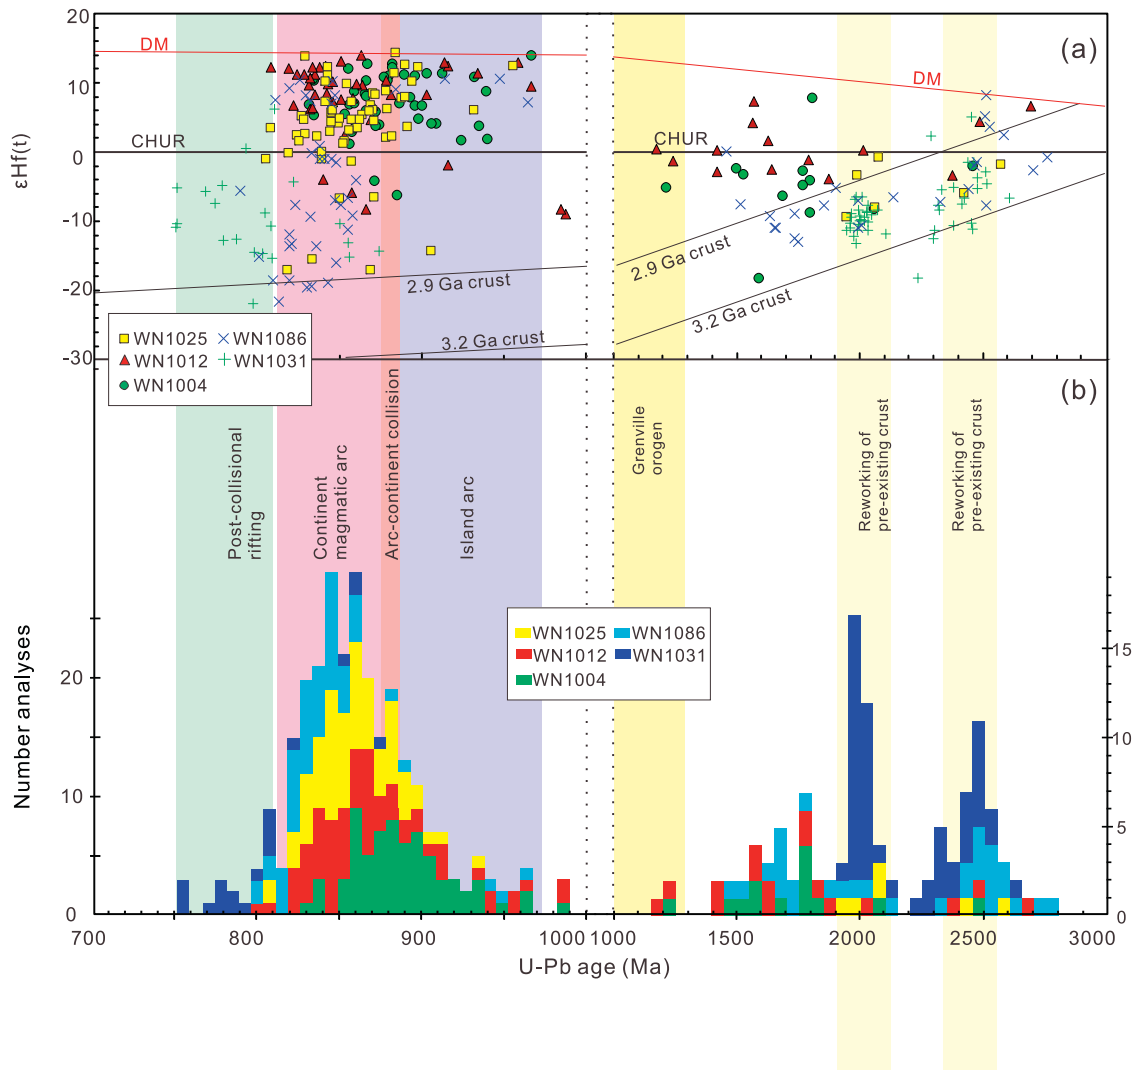 20
10
0
-10
-20
-30
εHf(t)
(a)
DM
DM
CHUR
CHUR
2.9 Ga crust
3.2 Ga crust
2.9 Ga crust
3.2 Ga crust
WN1025
WN1086
WN1012
WN1031
WN1004
(b)
Post-collisional
rifting
Continent
magmatic arc
Arc-continent collision
Island arc
Grenville
orogen
Reworking of
pre-existing crust
Reworking of
pre-existing crust
WN1025
WN1086
WN1012
WN1031
WN1004
Number analyses
20
10
0
15
10
5
0
700
800
900
1000
1000
1500
2000
2500
3000
U-Pb age (Ma)